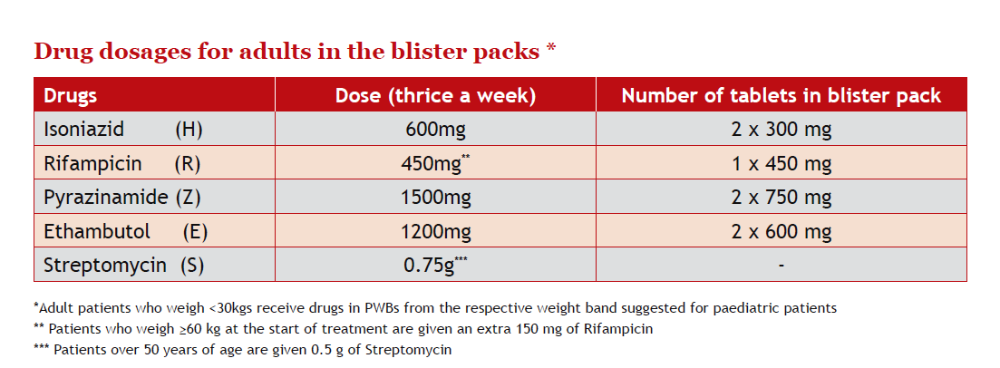 Drug dosages for adults in the blister packs *
Drugs Dose (thrice a week) Number of tablets in blister pack
Isoniazid (H) 600mg 2 x 300 mg
Rifampicin (R) 450mg** 1 x 450 mg
Pyrazinamide (Z) 1500mg 2 x 750 mg
Ethambutol (E) 1200mg 2 x 600 mg
Streptomycin (S) 0.75g*** -
*Adult patients who weigh <30kgs receive drugs in PWBs from the respective weight band suggested for paediatric patients
** Patients who weigh ≥60 kg at the start of treatment are given an extra 150 mg of Rifampicin
*** Patients over 50 years of age are given 0.5 g of Streptomycin